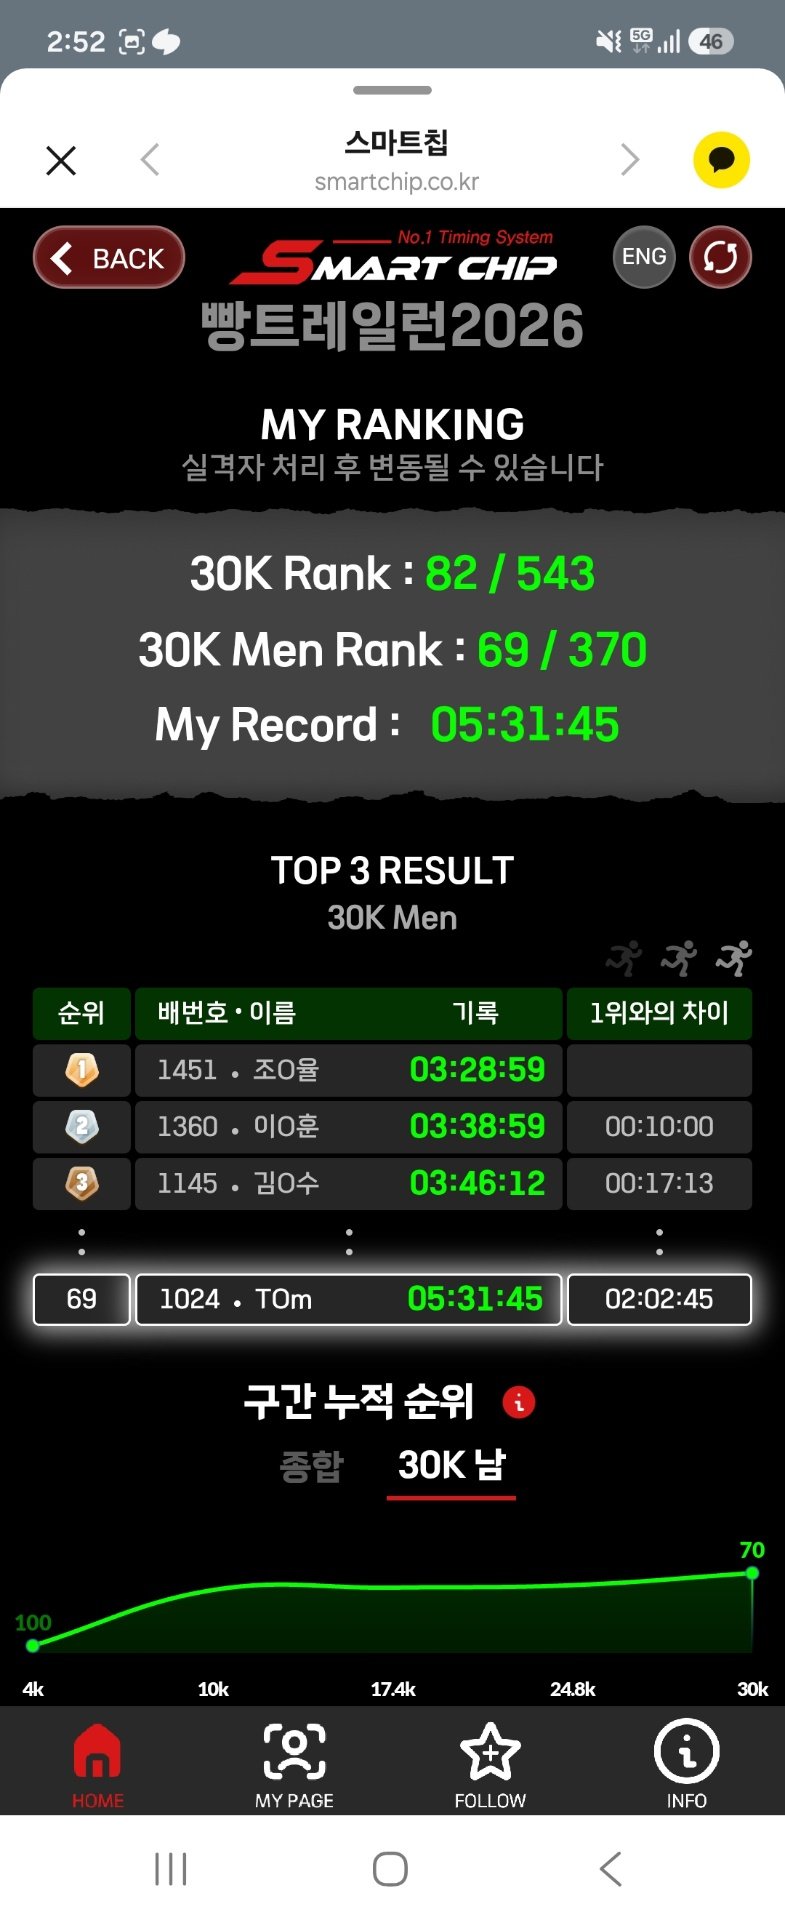 2:52
5G
46
스마트칩
smartchip.co.kr
BACK
No.1 Timing System
SMART CHIP
ENG
빵트레일런2026
MY RANKING
실격자 처리 후 변동될 수 있습니다
30K Rank : 82 / 543
30K Men Rank : 69 / 370
My Record : 05:31:45
TOP 3 RESULT
30K Men
순위 배번호 • 이름 기록 1위와의 차이
1 1451 • 조O율 03:28:59
2 1360 • 이O훈 03:38:59 00:10:00
3 1145 • 김O수 03:46:12 00:17:13
: : :
69 1024 • TOm 05:31:45 02:02:45
구간 누적 순위 i
종합 30K 남
70
100
4k 10k 17.4k 24.8k 30k
HOME MY PAGE FOLLOW INFO